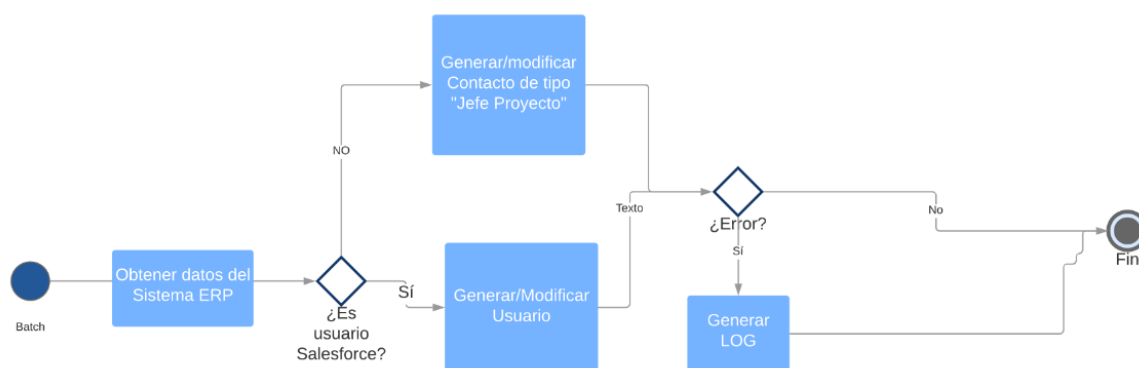 Batch
Obtener datos del
Sistema ERP
¿Es
usuario
Salesforce?
NO
Generar/modificar
Contacto de tipo
"Jefe Proyecto"
Sí
Generar/Modificar
Usuario
Texto
¿Error?
Sí
Generar
LOG
No
Fin